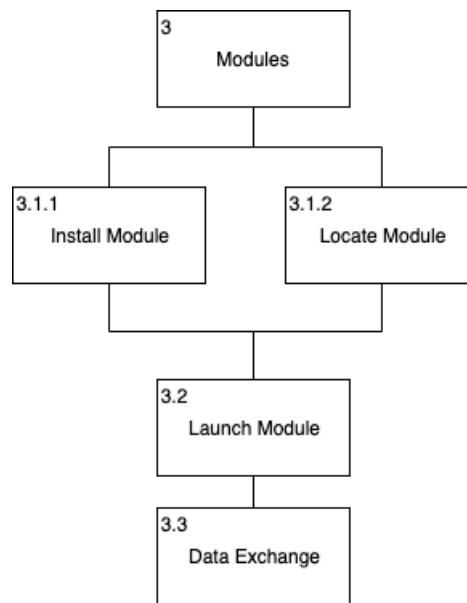 3
Modules
3.1.1
Install Module
3.1.2
Locate Module
3.2
Launch Module
3.3
Data Exchange